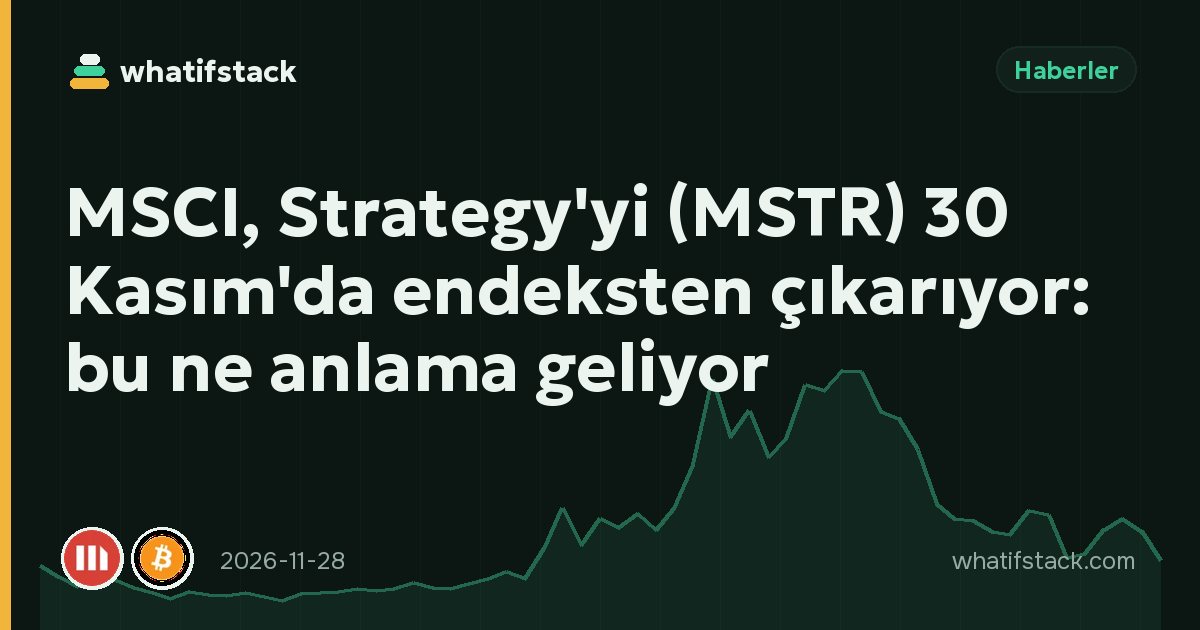 whatifstack
Haberler
MSCI, Strategy'yi (MSTR) 30
Kasım'da endeksten çıkarıyor:
bu ne anlama geliyor
2026-11-28
whatifstack.com